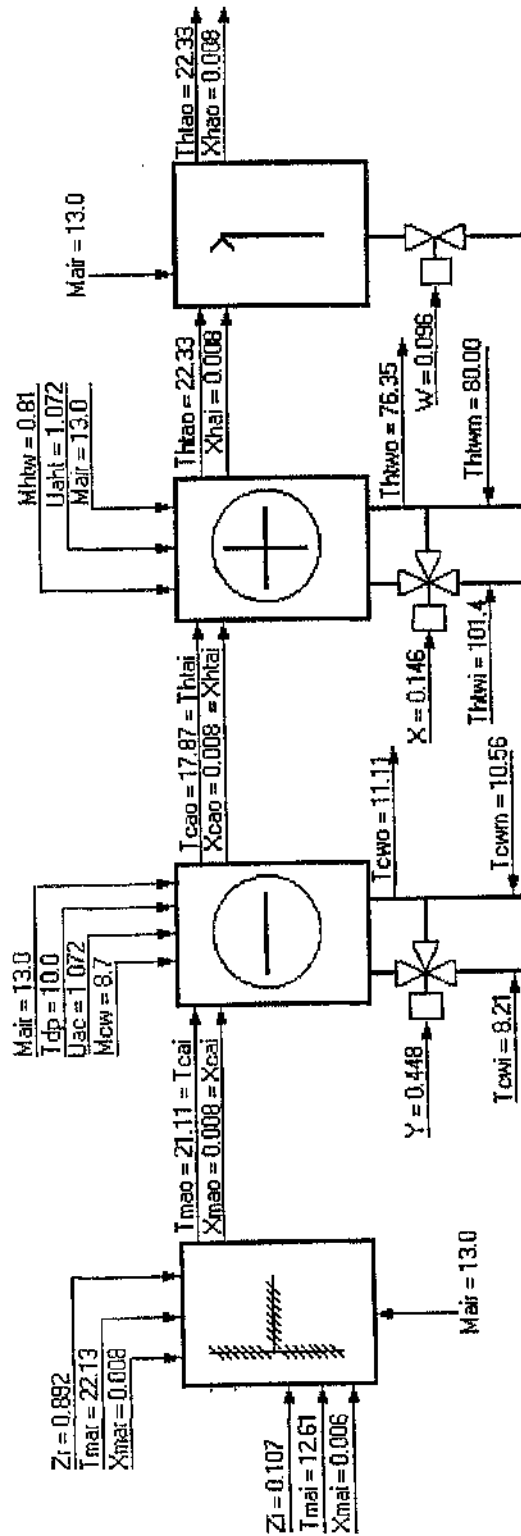 Zr = 0.892
Tmar = 22.13
Xmar = 0.008
Zi = 0.107
Tmai = 12.61
Xmai = 0.006
Mair = 13.0
Tmao = 21.11 = Tcai
Xmao = 0.008 = Xcai
Mair = 13.0
Tdp = 10.0
Uac = 1.072
Mcw = 8.7
Y = 0.448
Tcwi = 8.21
Tcwo = 11.11
Tcwm = 10.56
Tcao = 17.87 = Thtai
Xcao = 0.008 = Xhtai
Mhtw = 0.81
Uaht = 1.072
Mair = 13.0
X = 0.146
Thtwi = 101.4
Thtwo = 76.35
Thtwm = 80.00
Thtao = 22.33
Xhai = 0.008
Mair = 13.0
W = 0.096
Thtao = 22.33
Xhao = 0.008